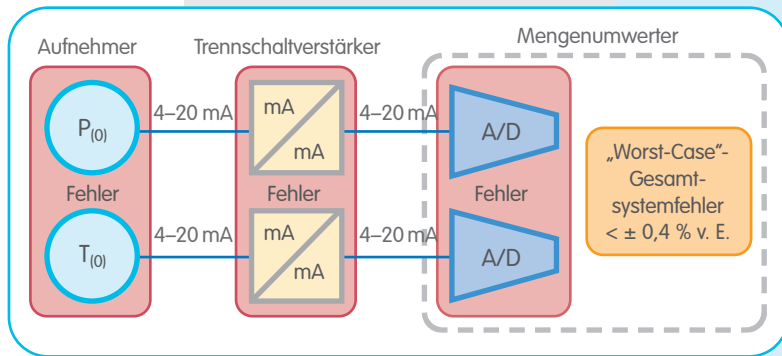 Aufnehmer
Trennschaltverstärker
Mengenumwerter
P(0)
4–20 mA
mA
mA
4–20 mA
A/D
Fehler
Fehler
Fehler
„Worst-Case"-
Gesamt-
systemfehler
< ± 0,4 % v. E.
T(0)
4–20 mA
mA
mA
4–20 mA
A/D